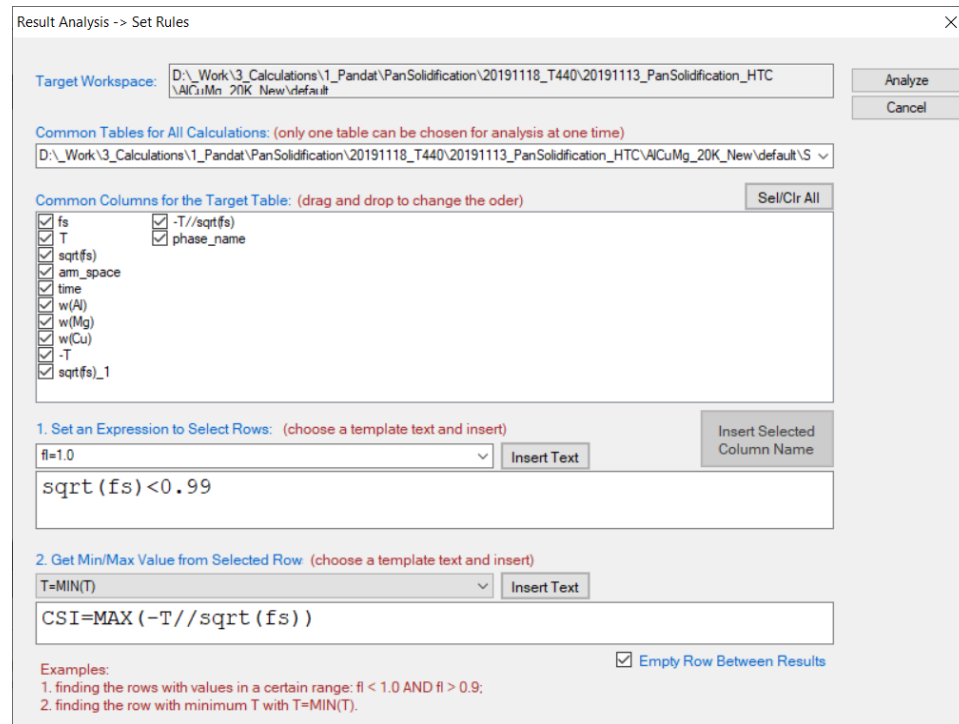 Result Analysis -> Set Rules
Target Workspace:
D:\_Work\3_Calculations\1_Pandat\PanSolidification\20191118_T440\20191113_PanSolidification_HTC
\AlCuMg_20K_New\default
Analyze
Cancel
Common Tables for All Calculations: (only one table can be chosen for analysis at one time)
D:\_Work\3_Calculations\1_Pandat\PanSolidification\20191118_T440\20191113_PanSolidification_HTC\AlCuMg_20K_New\default\S
Common Columns for the Target Table: (drag and drop to change the oder)
Sel/Clr All
fs
T
sqrt(fs)
arm_space
time
w(Al)
w(Mg)
w(Cu)
-T
sqrt(fs)_1
-T//sqrt(fs)
phase_name
1. Set an Expression to Select Rows: (choose a template text and insert)
fl=1.0
Insert Text
Insert Selected
Column Name
sqrt(fs)<0.99
2. Get Min/Max Value from Selected Row (choose a template text and insert)
T=MIN(T)
Insert Text
CSI=MAX(-T//sqrt(fs))
Empty Row Between Results
Examples:
1. finding the rows with values in a certain range: fl < 1.0 AND fl > 0.9;
2. finding the row with minimum T with T=MIN(T).